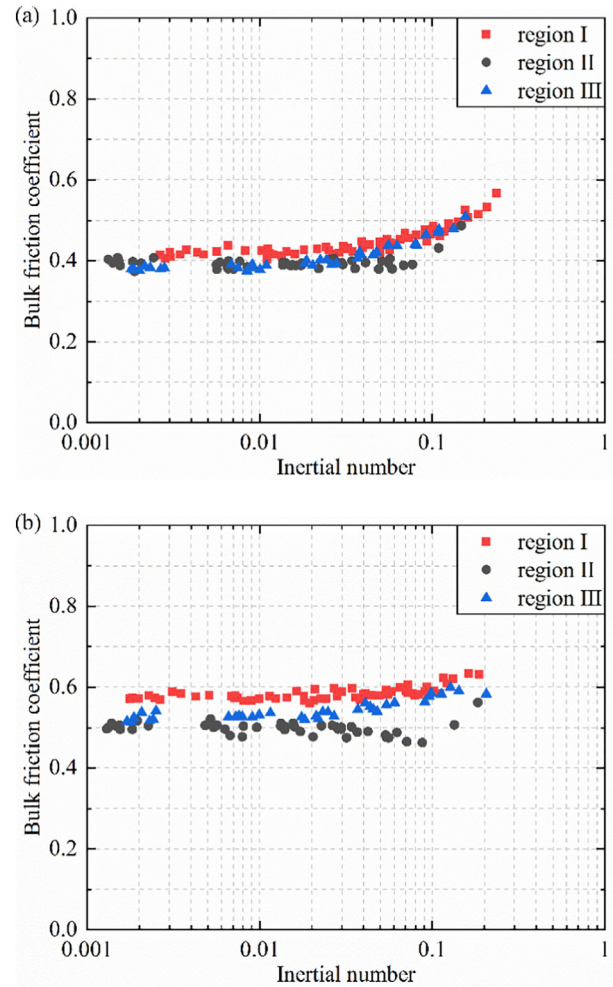 (a)
1.0
region I
region II
region III
0.8
0.6
0.4
0.2
0.0
Bulk friction coefficient
0.001
0.01
0.1
1
Inertial number
(b)
1.0
region I
region II
region III
0.8
0.6
0.4
0.2
0.0
Bulk friction coefficient
0.001
0.01
0.1
1
Inertial number